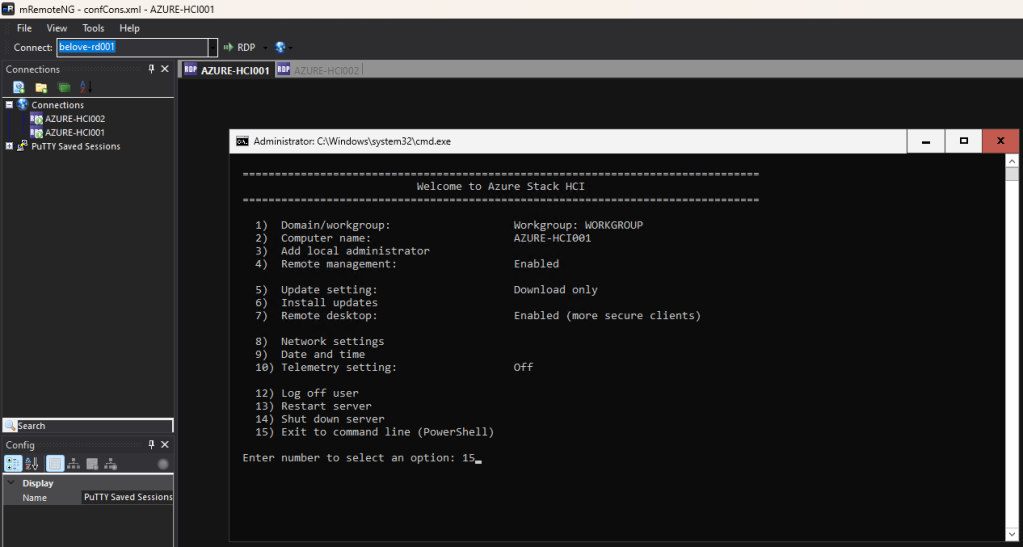 mRemoteNG - confCons.xml - AZURE-HCI001
File View Tools Help
Connect: belove-rd001 RDP
Connections
AZURE-HCI001 AZURE-HCI002
Connections
AZURE-HCI002
AZURE-HCI001
PuTTY Saved Sessions
Search
Config
Display
Name PuTTY Saved Sessions
Administrator: C:\Windows\system32\cmd.exe
================================================================================
Welcome to Azure Stack HCI
================================================================================
1) Domain/workgroup: Workgroup: WORKGROUP
2) Computer name: AZURE-HCI001
3) Add local administrator
4) Remote management: Enabled
5) Update setting: Download only
6) Install updates
7) Remote desktop: Enabled (more secure clients)
8) Network settings
9) Date and time
10) Telemetry setting: Off
12) Log off user
13) Restart server
14) Shut down server
15) Exit to command line (PowerShell)
Enter number to select an option: 15_